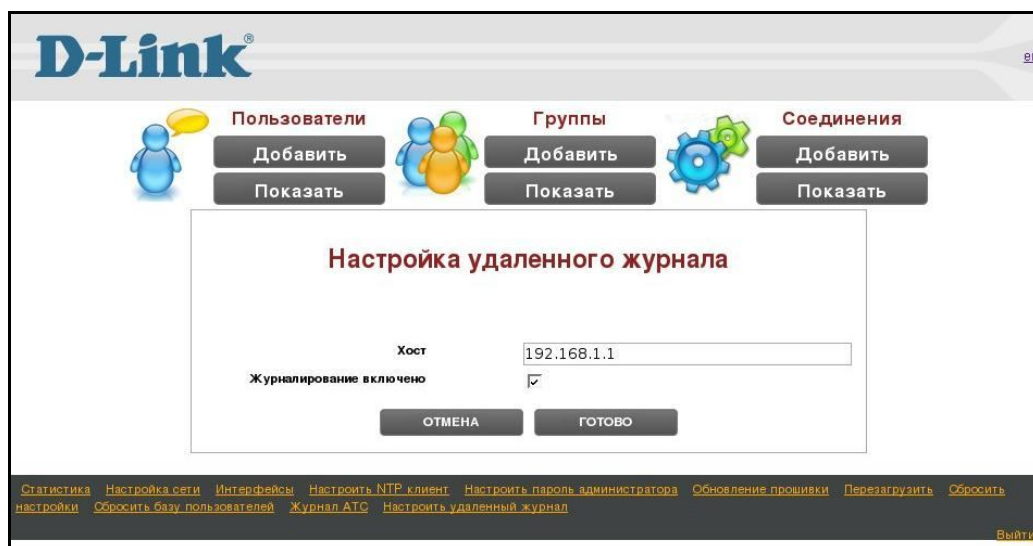 D-Link®
en
Пользователи Группы Соединения
Добавить Добавить Добавить
Показать Показать Показать
Настройка удаленного журнала
Хост 192.168.1.1
Журналирование включено
ОТМЕНА ГОТОВО
Статистика Настройка сети Интерфейсы Настроить NTP клиент Настроить пароль администратора Обновление прошивки Перезагрузить Сбросить
настройки Сбросить базу пользователей Журнал АТС Настроить удаленный журнал
Выйти